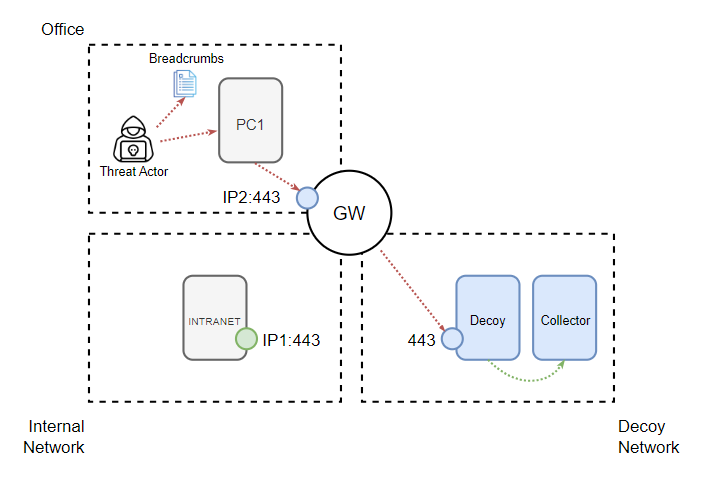 Office
Breadcrumbs
PC1
Threat Actor
IP2:443
GW
INTRANET
IP1:443
443
Decoy
Collector
Internal
Network
Decoy
Network